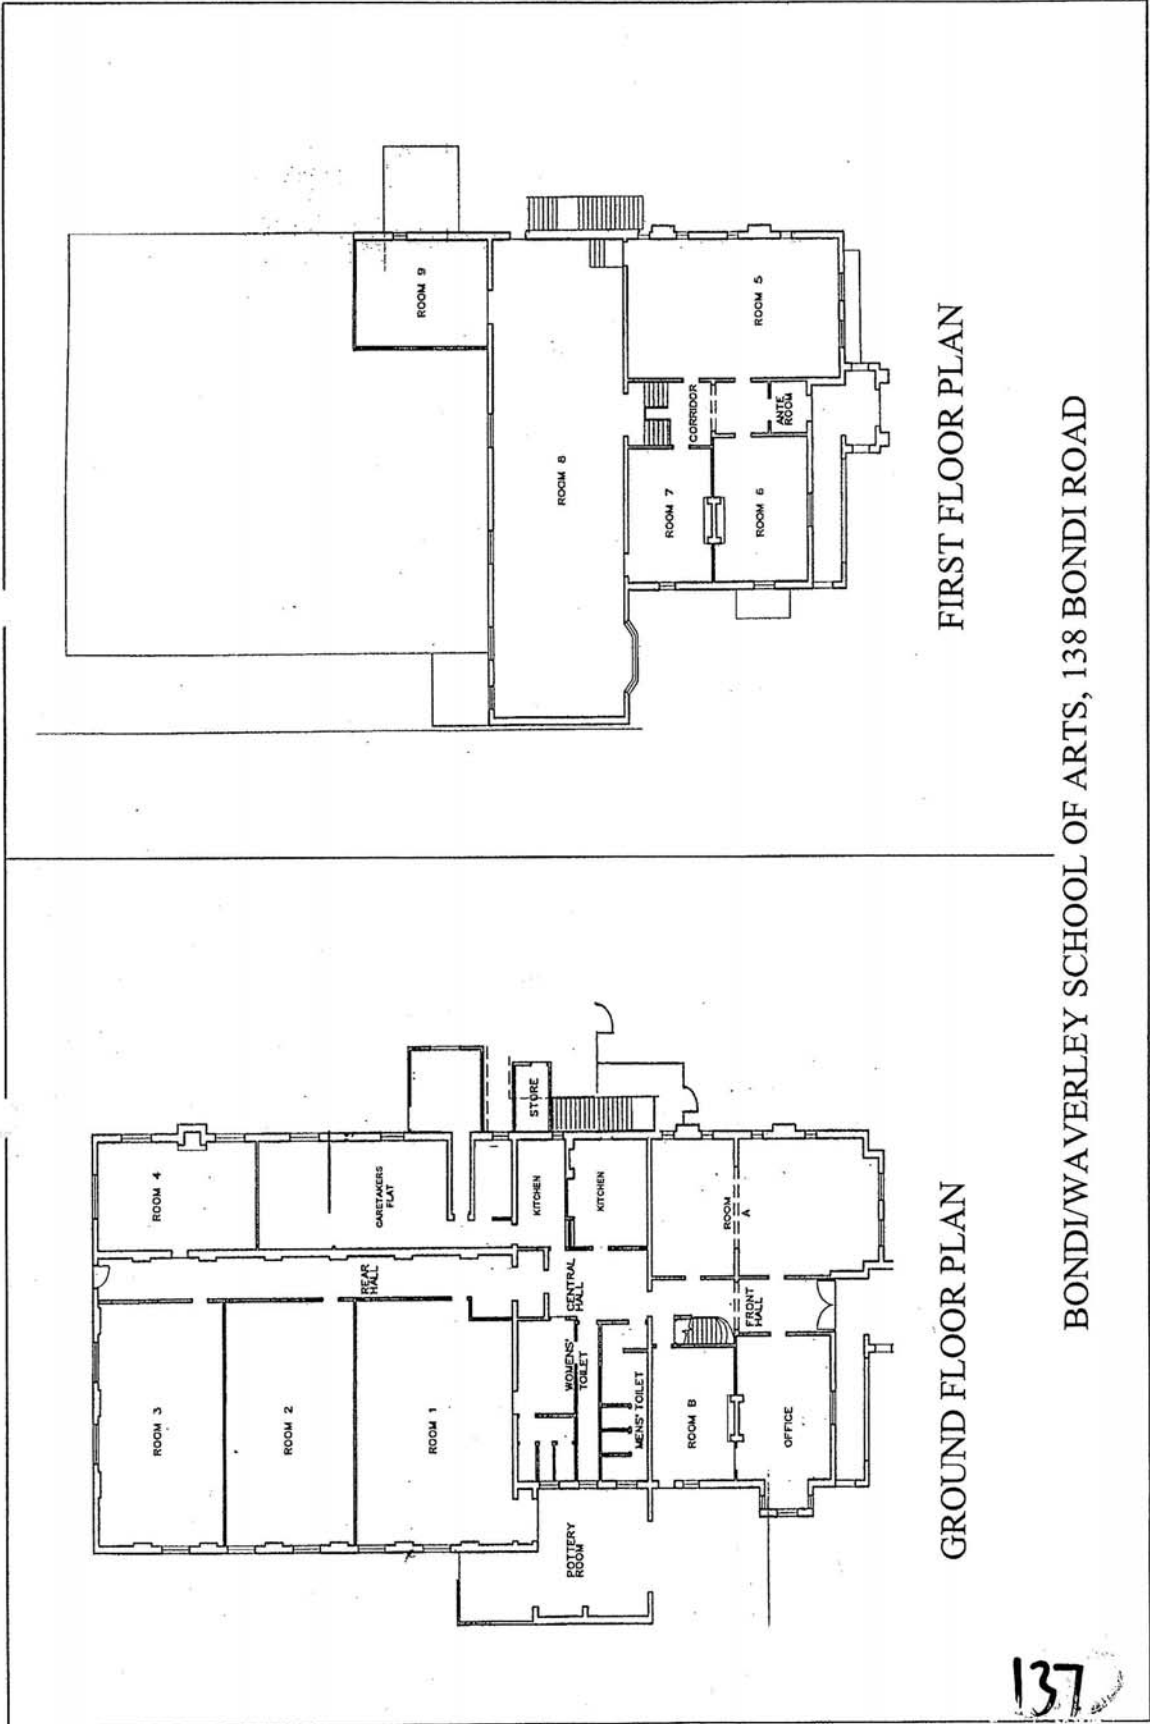 ROOM 3
ROOM 2
ROOM 1
ROOM 4
CARETAKERS
FLAT
REAR
HALL
KITCHEN
KITCHEN
STORE
CENTRAL
HALL
WOMENS'
TOILET
MENS' TOILET
POTTERY
ROOM
ROOM B
OFFICE
FRONT
HALL
ROOM
A
GROUND FLOOR PLAN
ROOM 9
ROOM 8
ROOM 7
ROOM 6
ROOM 5
CORRIDOR
ANTE
ROOM
FIRST FLOOR PLAN
BONDI/WAVERLEY SCHOOL OF ARTS, 138 BONDI ROAD
137